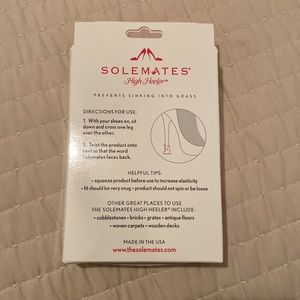 SOLEMATES®
High Heeler®
PREVENTS SINKING INTO GRASS
DIRECTIONS FOR USE:
1. With your shoes on, sit
down and cross one leg
over the other.
2. Twist the product onto
heel so that the word
Solemates faces back.
HELPFUL TIPS:
• squeeze product before use to increase elasticity
• fit should be very snug • product should not spin or be loose
OTHER GREAT PLACES TO USE
THE SOLEMATES HIGH HEELER® INCLUDE:
• cobblestones • bricks • grates • antique floors
• woven carpets • wooden decks
MADE IN THE USA
www.thesolemates.com